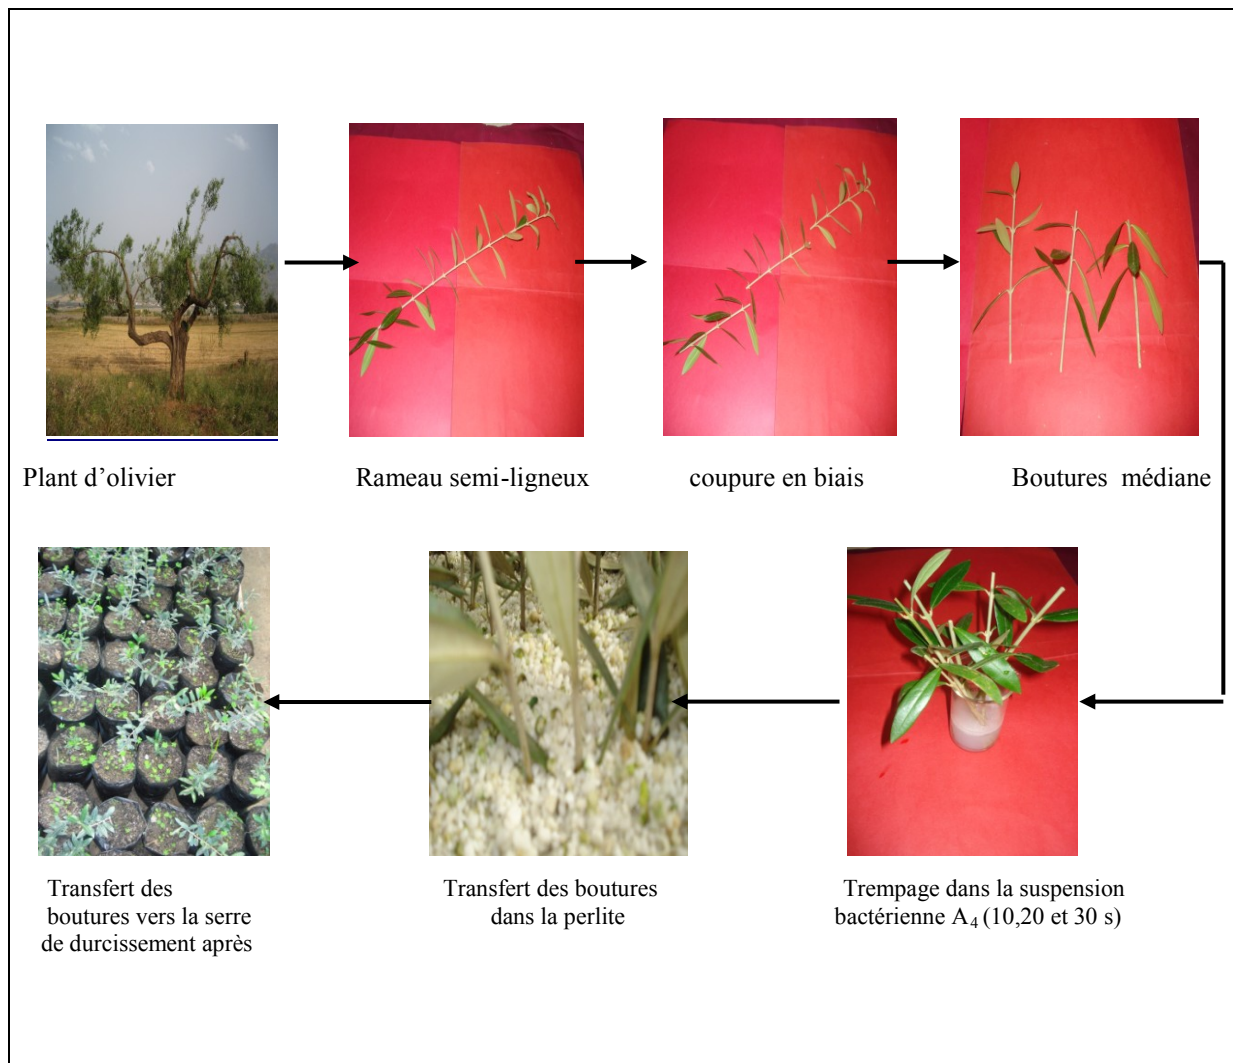 Plant d’olivier
Rameau semi-ligneux
coupure en biais
Boutures médiane
Trempage dans la suspension
bactérienne A₄ (10,20 et 30 s)
Transfert des boutures
dans la perlite
Transfert des
boutures vers la serre
de durcissement après